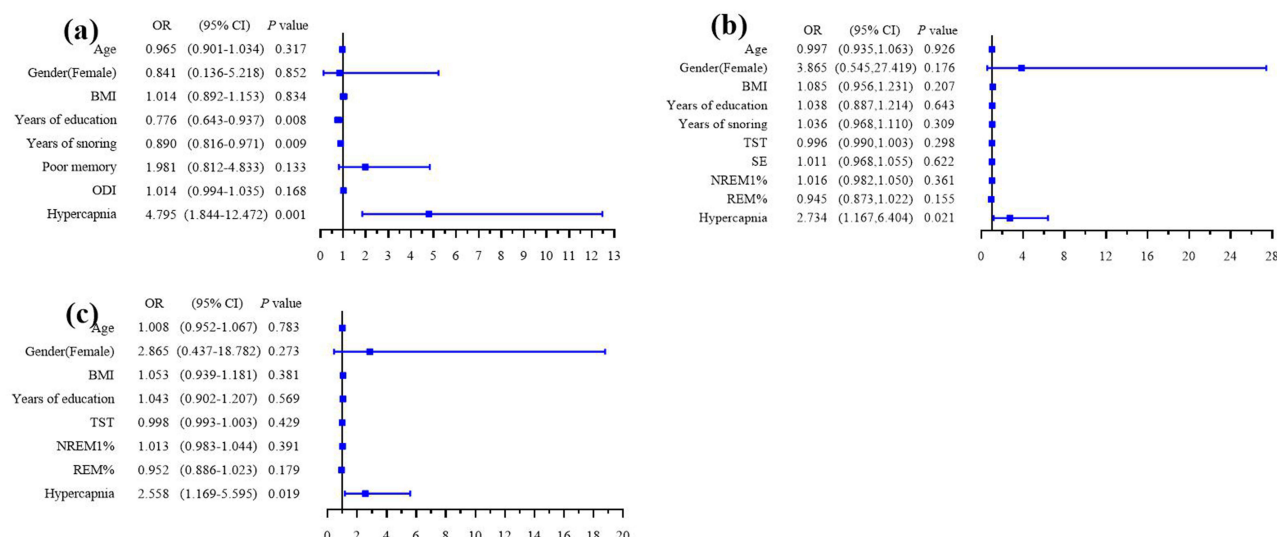 (a)
OR (95% CI) P value
Age 0.965 (0.901-1.034) 0.317
Gender(Female) 0.841 (0.136-5.218) 0.852
BMI 1.014 (0.892-1.153) 0.834
Years of education 0.776 (0.643-0.937) 0.008
Years of snoring 0.890 (0.816-0.971) 0.009
Poor memory 1.981 (0.812-4.833) 0.133
ODI 1.014 (0.994-1.035) 0.168
Hypercapnia 4.795 (1.844-12.472) 0.001
0 1 2 3 4 5 6 7 8 9 10 11 12 13
(b)
OR (95% CI) P value
Age 0.997 (0.935,1.063) 0.926
Gender(Female) 3.865 (0.545,27.419) 0.176
BMI 1.085 (0.956,1.231) 0.207
Years of education 1.038 (0.887,1.214) 0.643
Years of snoring 1.036 (0.968,1.110) 0.309
TST 0.996 (0.990,1.003) 0.298
SE 1.011 (0.968,1.055) 0.622
NREM1% 1.016 (0.982,1.050) 0.361
REM% 0.945 (0.873,1.022) 0.155
Hypercapnia 2.734 (1.167,6.404) 0.021
0 4 8 12 16 20 24 28
(c)
OR (95% CI) P value
Age 1.008 (0.952-1.067) 0.783
Gender(Female) 2.865 (0.437-18.782) 0.273
BMI 1.053 (0.939-1.181) 0.381
Years of education 1.043 (0.902-1.207) 0.569
TST 0.998 (0.993-1.003) 0.429
NREM1% 1.013 (0.983-1.044) 0.391
REM% 0.952 (0.886-1.023) 0.179
Hypercapnia 2.558 (1.169-5.595) 0.019
0 2 4 6 8 10 12 14 16 18 20